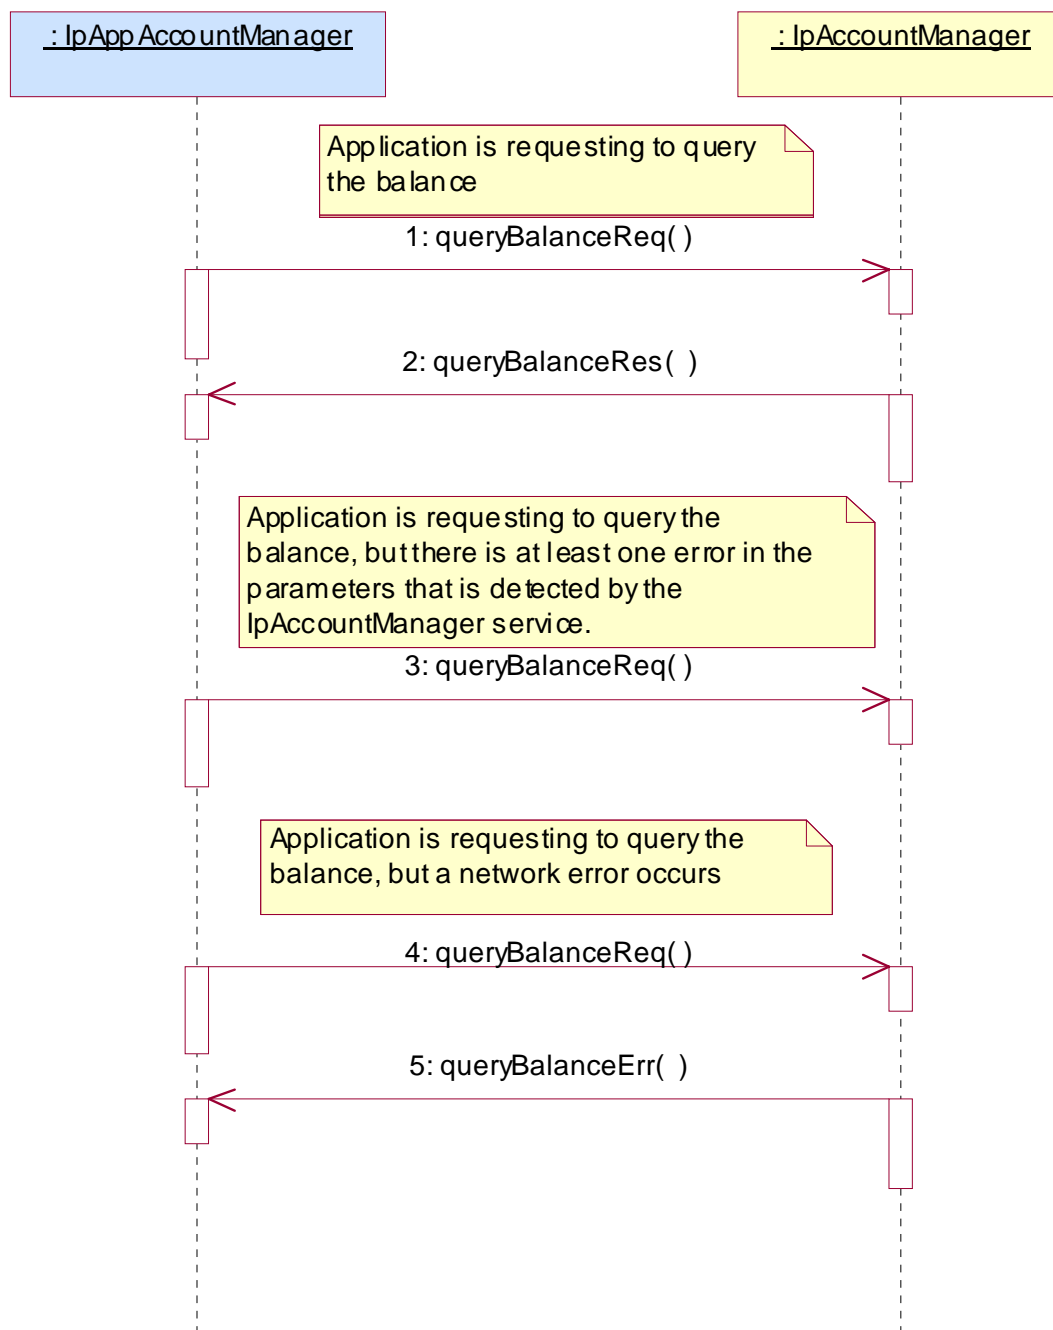 : IpAppAccountManager
: IpAccountManager
Application is requesting to query
the balance
1: queryBalanceReq( )
2: queryBalanceRes(  )
Application is requesting to query the
balance, but there is at least one error in the
parameters that is detected by the
IpAccountManager service.
3: queryBalanceReq( )
Application is requesting to query the
balance, but a network error occurs
4: queryBalanceReq( )
5: queryBalanceErr(  )